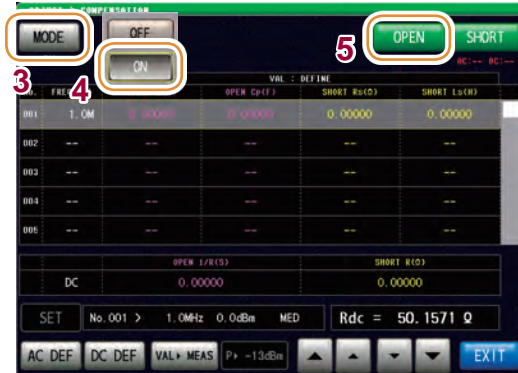 COMPENSATION
MODE OFF 5 OPEN SHORT
3 4 ON AC:-- DC:--
VAL : DEFINE
OPEN Cp(F) SHORT Rs(Ω) SHORT Ls(H)
001 1.0M 0.00000 0.00000 0.00000 0.00000
002 -- -- -- -- --
003 -- -- -- -- --
004 -- -- -- -- --
005 -- -- -- -- --
OPEN 1/R(S) SHORT R(Ω)
DC 0.00000 0.00000
SET No.001 > 1.0MHz 0.0dBm MED Rdc = 50.1571 Ω
AC DEF DC DEF VAL▸ MEAS P▸ -13dBm ▲ ▲ ▼ ▼ EXIT